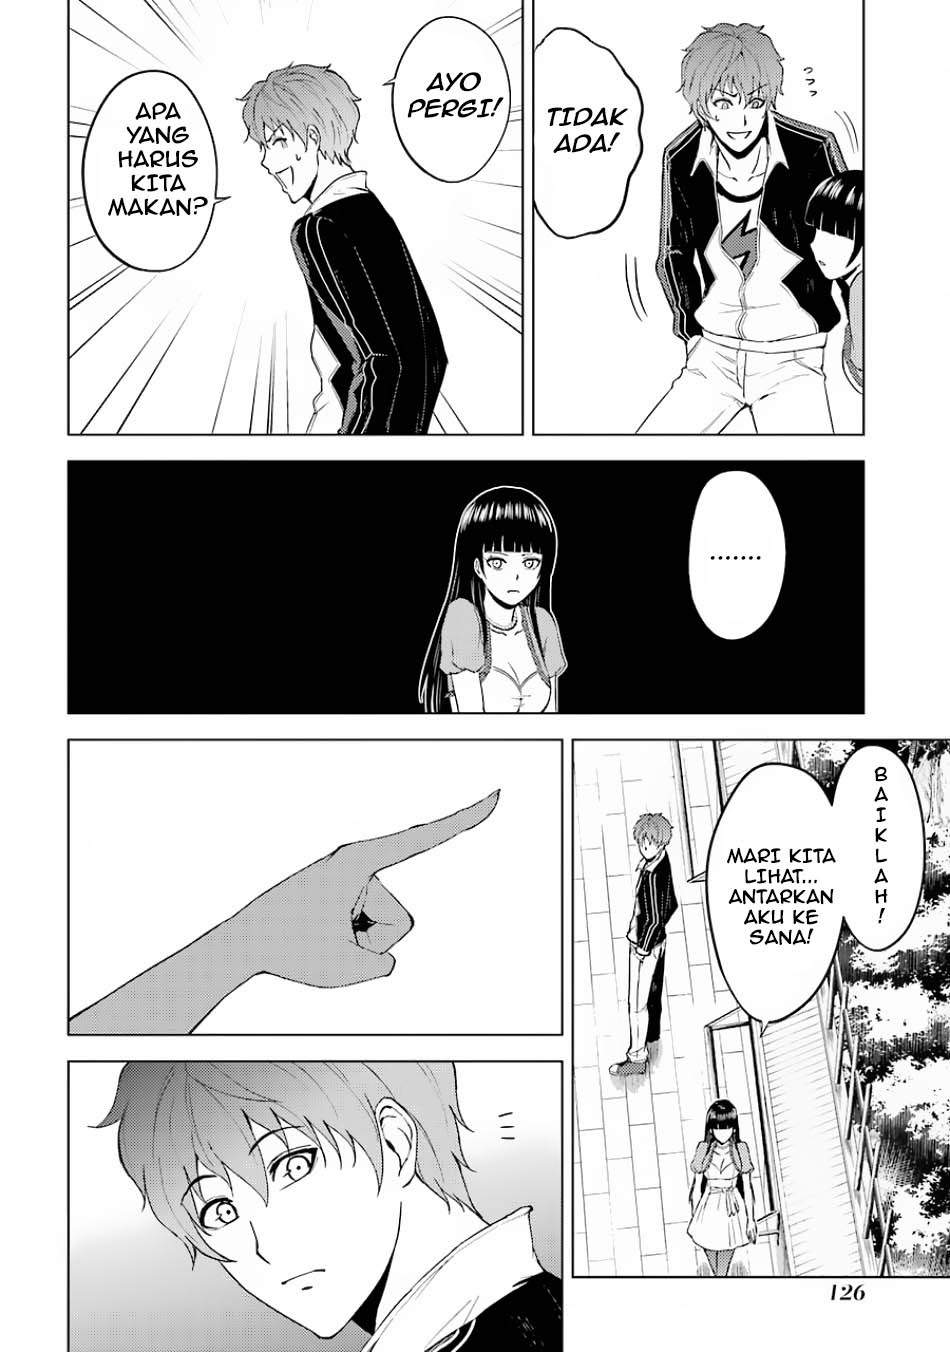 TIDAK
ADA!
AYO
PERGI!
APA
YANG
HARUS
KITA
MAKAN?
.......
BAIKLAH!
MARI KITA
LIHAT...
ANTARKAN
AKU KE
SANA!
126